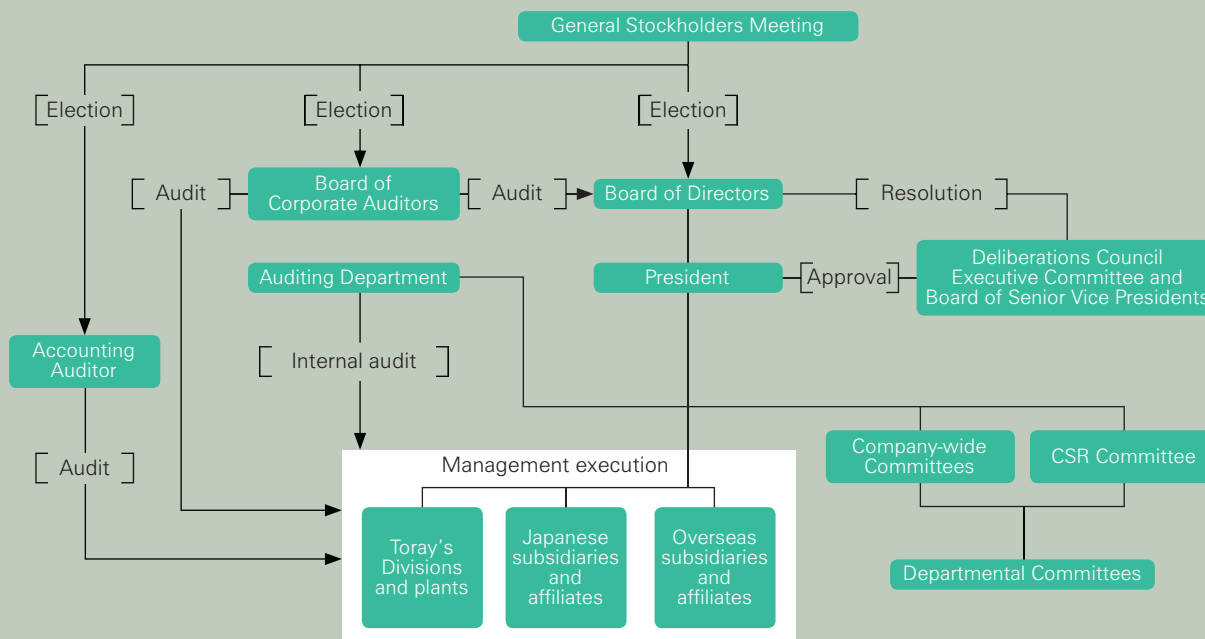 General Stockholders Meeting
[Election]
[Election]
[Election]
[Audit]
Board of
Corporate Auditors
[Audit]
Board of Directors
[Resolution]
Auditing Department
President
[Approval]
Deliberations Council
Executive Committee and
Board of Senior Vice Presidents
Accounting
Auditor
[Internal audit]
[Audit]
Management execution
Company-wide
Committees
CSR Committee
Toray’s
Divisions
and plants
Japanese
subsidiaries
and
affiliates
Overseas
subsidiaries
and
affiliates
Departmental Committees